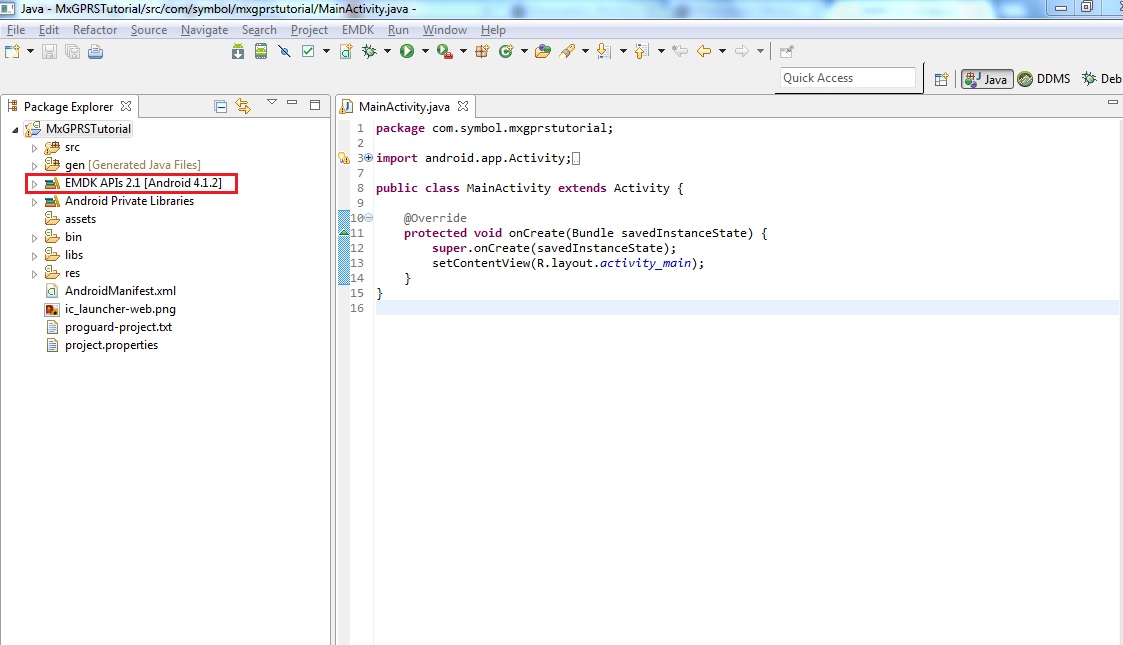 Java - MxGPRSTutorial/src/com/symbol/mxgprstutorial/MainActivity.java -
File Edit Refactor Source Navigate Search Project EMDK Run Window Help
Quick Access
Java
DDMS
Deb
Package Explorer
MxGPRSTutorial
src
gen [Generated Java Files]
EMDK APIs 2.1 [Android 4.1.2]
Android Private Libraries
assets
bin
libs
res
AndroidManifest.xml
ic_launcher-web.png
proguard-project.txt
project.properties
MainActivity.java
1 package com.symbol.mxgprstutorial;
2
3 import android.app.Activity;
7
8 public class MainActivity extends Activity {
9
10 @Override
11 protected void onCreate(Bundle savedInstanceState) {
12 super.onCreate(savedInstanceState);
13 setContentView(R.layout.activity_main);
14 }
15 }
16